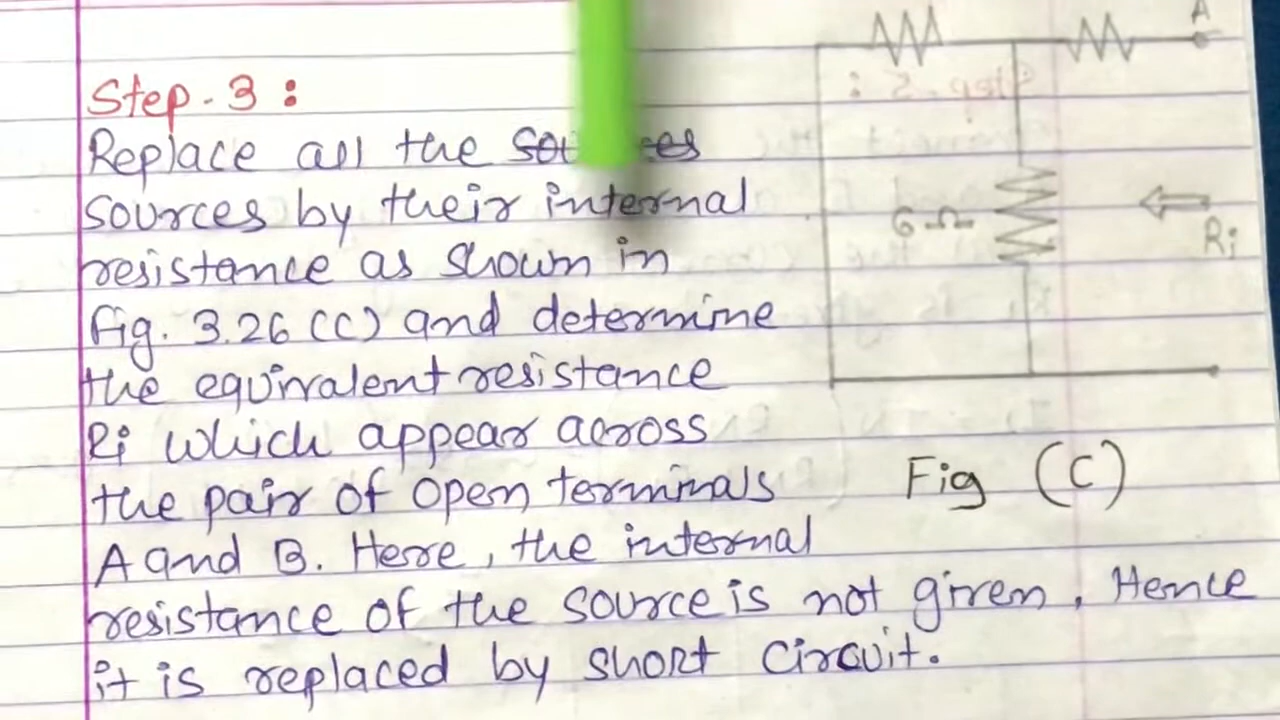 Step-3 :
Replace all the sources
sources by their internal
resistance as shown in
Fig. 3.26 (C) and determine
the equivalent resistance
Ri which appear across
the pair of open terminals
A and B. Here, the internal
resistance of the source is not given, Hence
it is replaced by short circuit.
A
6 Ω
Ri
Fig (C)